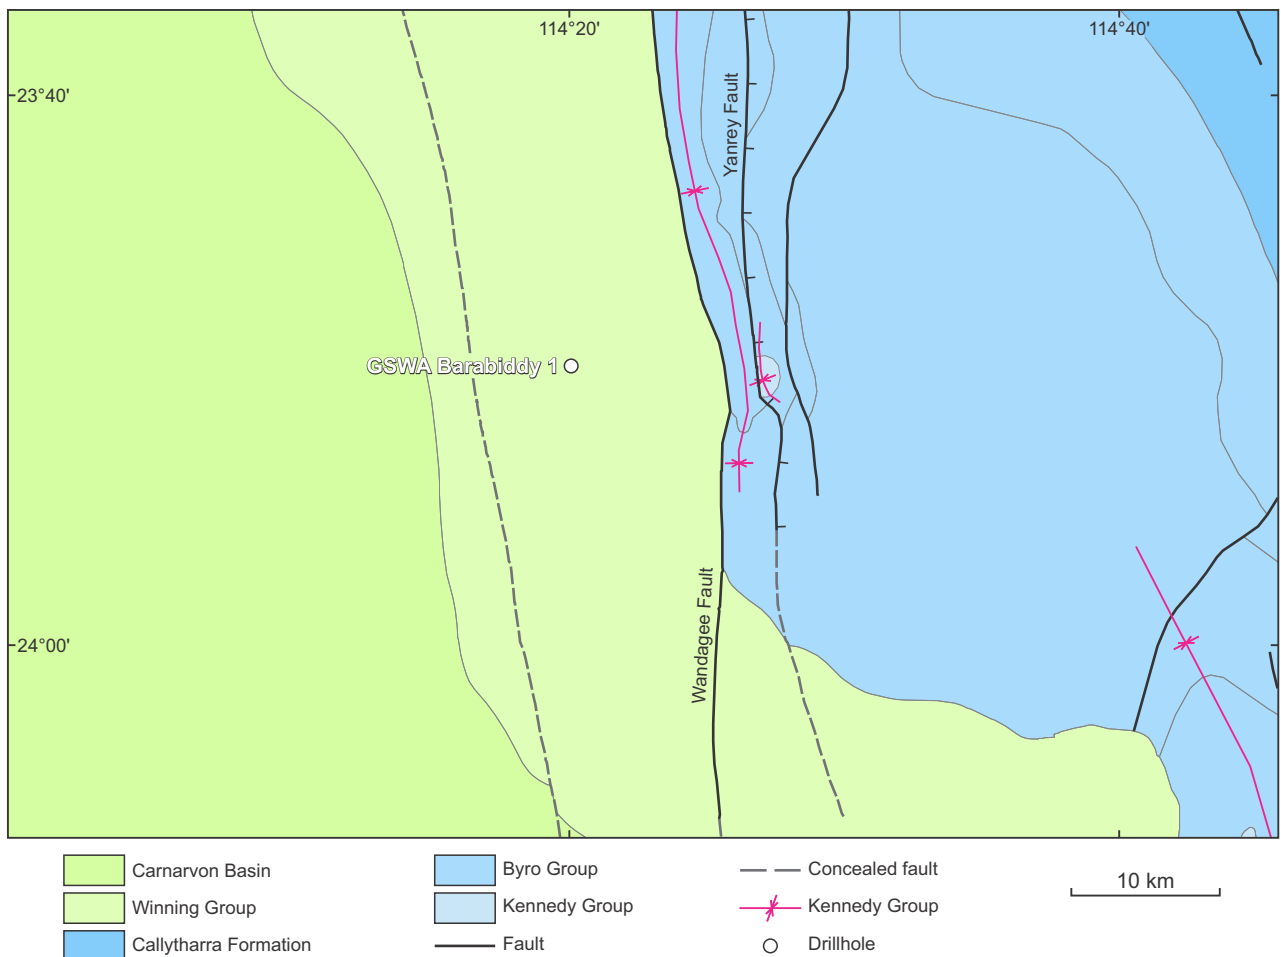 114°20'
114°40'
23°40'
Yanrey Fault
GSWA Barabiddy 1
Wandagee Fault
24°00'
Carnarvon Basin
Winning Group
Callytharra Formation
Byro Group
Kennedy Group
Fault
Concealed fault
Kennedy Group
Drillhole
10 km